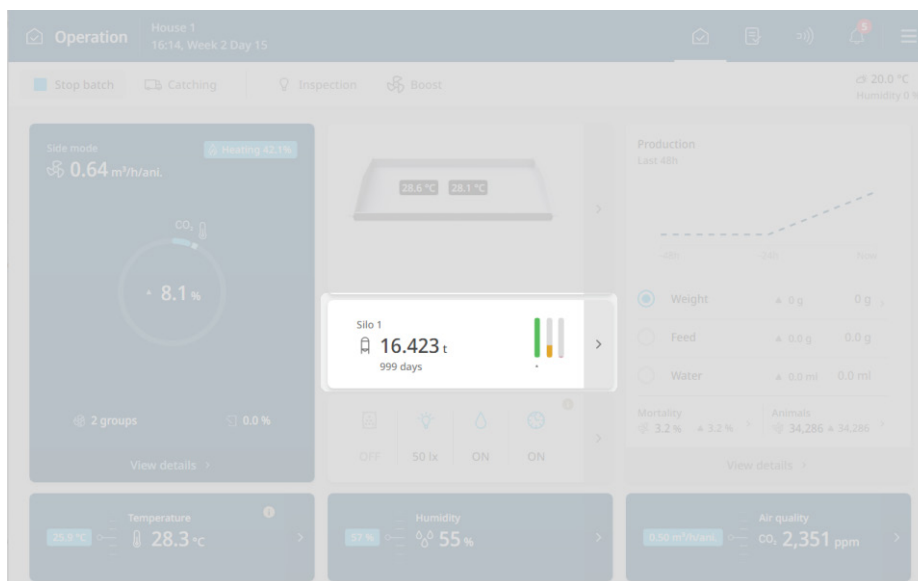 Operation
House 1
16:14, Week 2 Day 15
5
Stop batch
Catching
Inspection
Boost
20.0 °C
Humidity 0
Side mode
Heating 42.1%
0.64 m³/h/ani.
CO₂
8.1 %
2 groups
0.0 %
View details
28.6 °C
28.1 °C
Silo 1
16.423 t
999 days
OFF
50 lx
ON
ON
Production
Last 48h
-48h
24h
Now
Weight
0 g
0 g
Feed
0.0 g
0.0 g
Water
0.0 ml
0.0 ml
Mortality
3.2 %
3.2 %
Animals
34,286
34,286
View details
25.9 °C
Temperature
28.3 °C
57 %
Humidity
55 %
0.50 m³/h/ani
Air quality
CO₂ 2,351 ppm